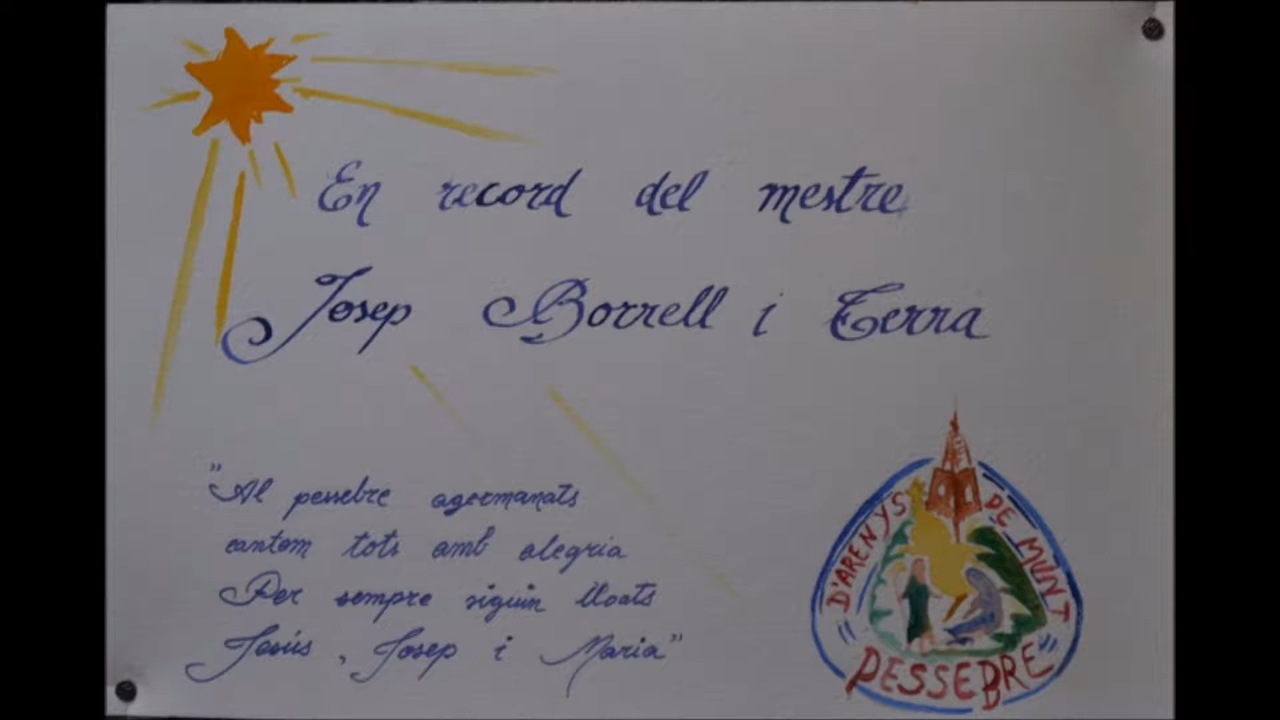 En record del mestre
Josep Borrell i Terra
"Al pessebre agermanats
cantem tots amb alegria
Per sempre siguin lloats
Jesús, Josep i Maria"
D'ARENYS DE MUNT
"PESSEBRE"